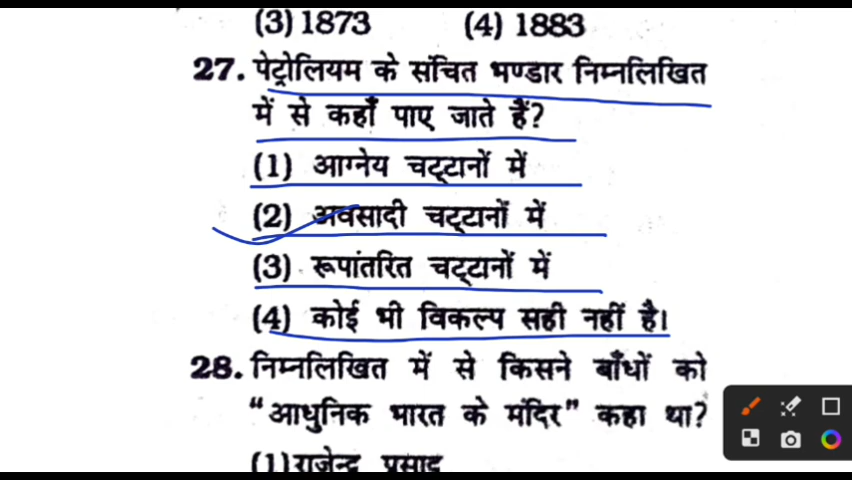 (3) 1873 (4) 1883
27. पेट्रोलियम के संचित भण्डार निम्नलिखित
में से कहाँ पाए जाते हैं?
(1) आग्नेय चट्टानों में
(2) अवसादी चट्टानों में
(3) रूपांतरित चट्टानों में
(4) कोई भी विकल्प सही नहीं है।
28. निम्नलिखित में से किसने बाँधों को
“आधुनिक भारत के मंदिर” कहा था?
(1) राजेन्द्र प्रसाद